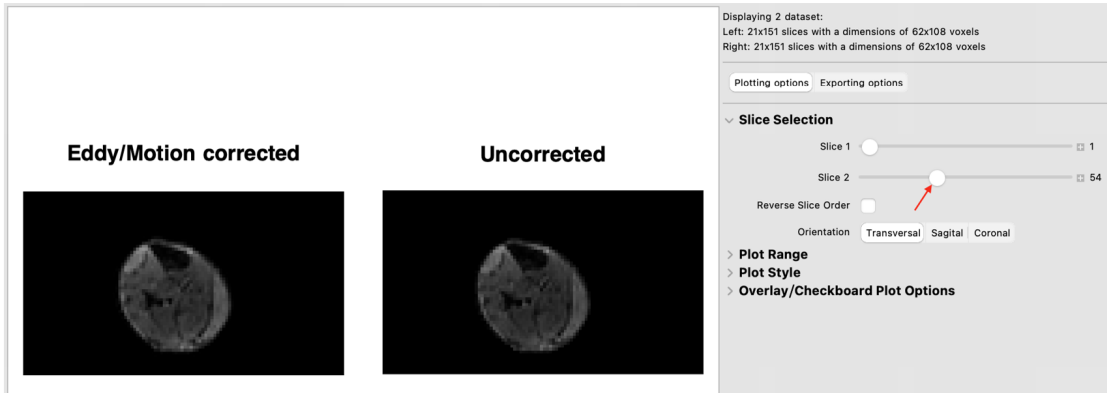 Displaying 2 dataset:
Left: 21x151 slices with a dimensions of 62x108 voxels
Right: 21x151 slices with a dimensions of 62x108 voxels
Plotting options Exporting options
Slice Selection
Slice 1 1
Slice 2 54
Reverse Slice Order
Orientation Transversal Sagital Coronal
Plot Range
Plot Style
Overlay/Checkboard Plot Options
Eddy/Motion corrected
Uncorrected